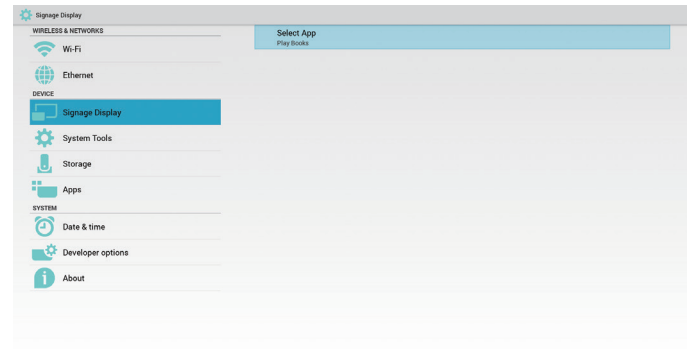 Signage Display
WIRELESS & NETWORKS
Wi-Fi
Ethernet
DEVICE
Signage Display
System Tools
Storage
Apps
SYSTEM
Date & time
Developer options
About
Select App
Play Books